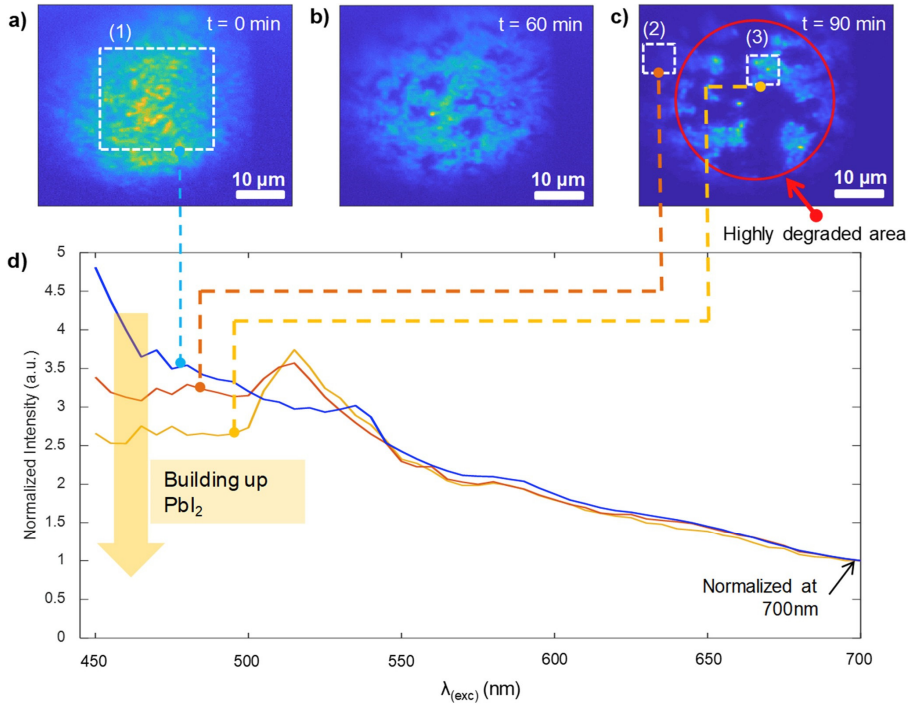 a)
(1)
t = 0 min
10 µm
b)
t = 60 min
10 µm
c)
t = 90 min
(2)
(3)
10 µm
Highly degraded area
d)
5
4.5
4
3.5
3
2.5
2
1.5
1
0.5
0
Normalized Intensity (a.u.)
Building up
PbI₂
Normalized at
700nm
450
500
550
600
650
700
λ(exc) (nm)